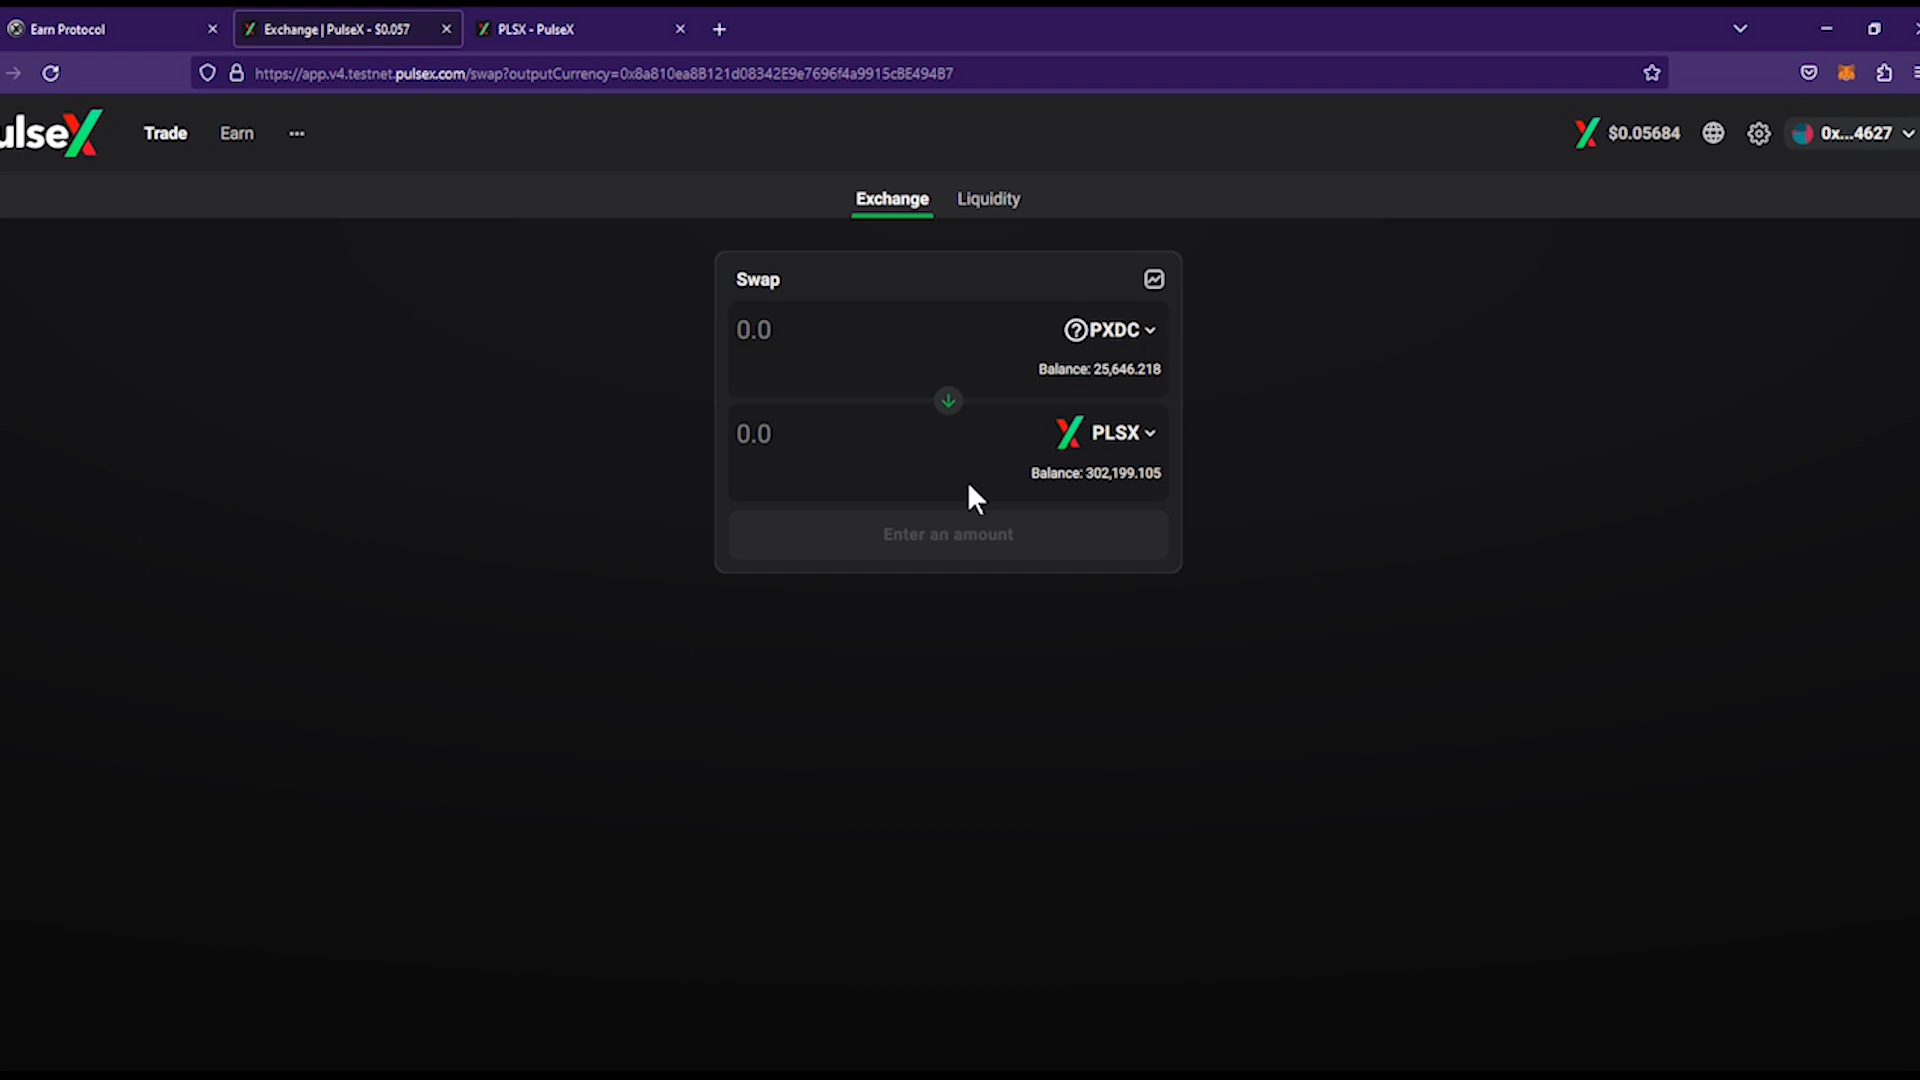 Earn Protocol
Exchange | PulseX - $0.057
PLSX - PulseX
https://app.v4.testnet.pulsex.com/swap?outputCurrency=0x8a810ea8B121d08342E9e7696f4a9915cBE494B7
ulseX
Trade
Earn
$0.05684
0x...4627
Exchange
Liquidity
Swap
0.0
PXDC
Balance: 25,646.218
0.0
PLSX
Balance: 302,199.105
Enter an amount